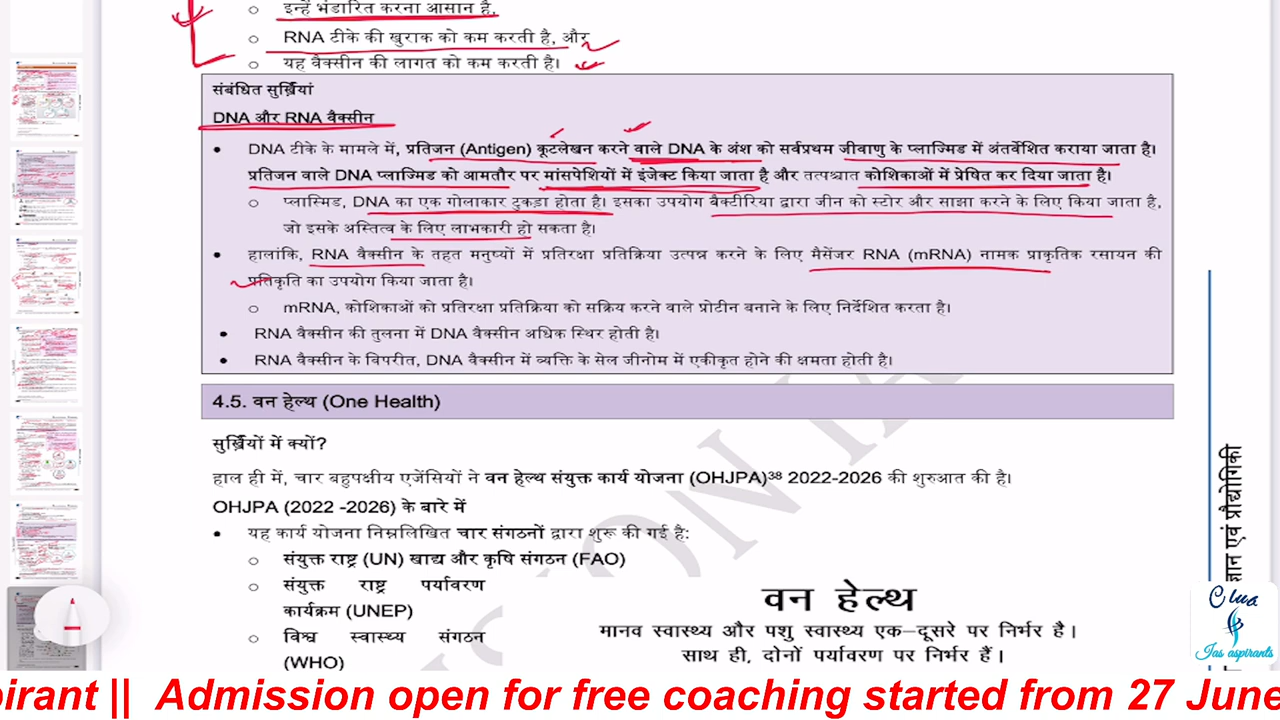 इन्हें भंडारित करना आसान है,
RNA टीके की खुराक को कम करती है, और
यह वैक्सीन की लागत को कम करती है।
संबंधित सुर्ख़ियां
DNA और RNA वैक्सीन
DNA टीके के मामले में, प्रतिजन (Antigen) कूटलेखन करने वाले DNA के अंश को सर्वप्रथम जीवाणु के प्लाज्मिड में अंतर्वेशित कराया जाता है।
प्रतिजन वाले DNA प्लाज्मिड को आमतौर पर मांसपेशियों में इंजेक्ट किया जाता है और तत्पश्चात कोशिकाओं में प्रेषित कर दिया जाता है।
प्लास्मिड, DNA का एक छोटा टुकड़ा होता है। इसका उपयोग बैक्टीरिया द्वारा जीन को स्टोर और साझा करने के लिए किया जाता है,
जो इसके अस्तित्व के लिए लाभकारी हो सकता है।
हालांकि, RNA वैक्सीन के तहत मनुष्यों में प्रतिरक्षा प्रतिक्रिया उत्पन्न करने के लिए मैसेंजर RNA (mRNA) नामक प्राकृतिक रसायन की
प्रतिकृति का उपयोग किया जाता है।
mRNA, कोशिकाओं को प्रतिरक्षा प्रतिक्रिया को सक्रिय करने वाले प्रोटीन बनाने के लिए निर्देशित करता है।
RNA वैक्सीन की तुलना में DNA वैक्सीन अधिक स्थिर होती है।
RNA वैक्सीन के विपरीत, DNA वैक्सीन में व्यक्ति के सेल जीनोम में एकीकृत होने की क्षमता होती है।
4.5. वन हेल्थ (One Health)
सुर्ख़ियों में क्यों?
हाल ही में, चार बहुपक्षीय एजेंसियों ने वन हेल्थ संयुक्त कार्य योजना (OHJPA)³⁸ 2022-2026 की शुरुआत की है।
OHJPA (2022 -2026) के बारे में
यह कार्य योजना निम्नलिखित चार संगठनों द्वारा शुरू की गई है:
संयुक्त राष्ट्र (UN) खाद्य और कृषि संगठन (FAO)
संयुक्त राष्ट्र पर्यावरण
कार्यक्रम (UNEP)
विश्व स्वास्थ्य संगठन
(WHO)
वन हेल्थ
मानव स्वास्थ्य और पशु स्वास्थ्य एक–दूसरे पर निर्भर है।
साथ ही, दोनों पर्यावरण पर निर्भर हैं।
एवं प्रौद्योगिकी
Clue
Ias aspirants
pirant || Admission open for free coaching started from 27 June